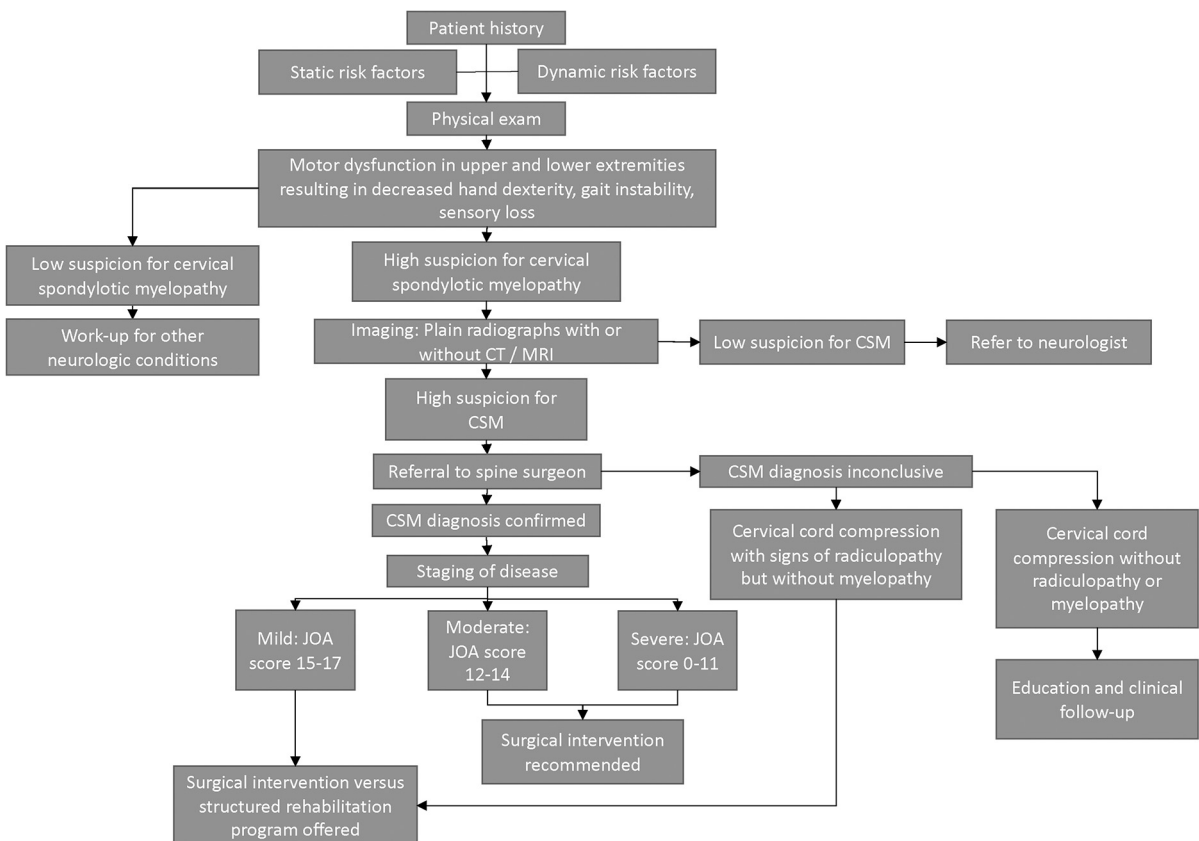 Patient history
Static risk factors
Dynamic risk factors
Physical exam
Motor dysfunction in upper and lower extremities
resulting in decreased hand dexterity, gait instability,
sensory loss
Low suspicion for cervical
spondylotic myelopathy
High suspicion for cervical
spondylotic myelopathy
Work-up for other
neurologic conditions
Imaging: Plain radiographs with or
without CT / MRI
Low suspicion for CSM
Refer to neurologist
High suspicion for
CSM
Referral to spine surgeon
CSM diagnosis inconclusive
CSM diagnosis confirmed
Cervical cord compression
with signs of radiculopathy
but without myelopathy
Cervical cord
compression without
radiculopathy or
myelopathy
Staging of disease
Mild: JOA
score 15-17
Moderate:
JOA score
12-14
Severe: JOA
score 0-11
Education and clinical
follow-up
Surgical intervention
recommended
Surgical intervention versus
structured rehabilitation
program offered